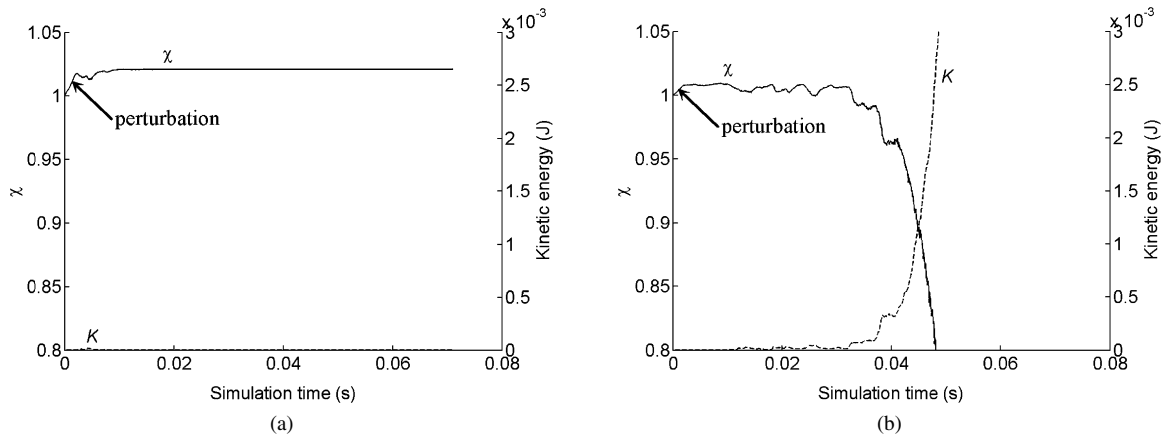 x 10^-3
1.05
1
0.95
0.9
0.85
0.8
χ
χ
perturbation
K
3
2.5
2
1.5
1
0.5
0
Kinetic energy (J)
0 0.02 0.04 0.06 0.08
Simulation time (s)
(a)
x 10^-3
1.05
1
0.95
0.9
0.85
0.8
χ
χ
perturbation
K
3
2.5
2
1.5
1
0.5
0
Kinetic energy (J)
0 0.02 0.04 0.06 0.08
Simulation time (s)
(b)